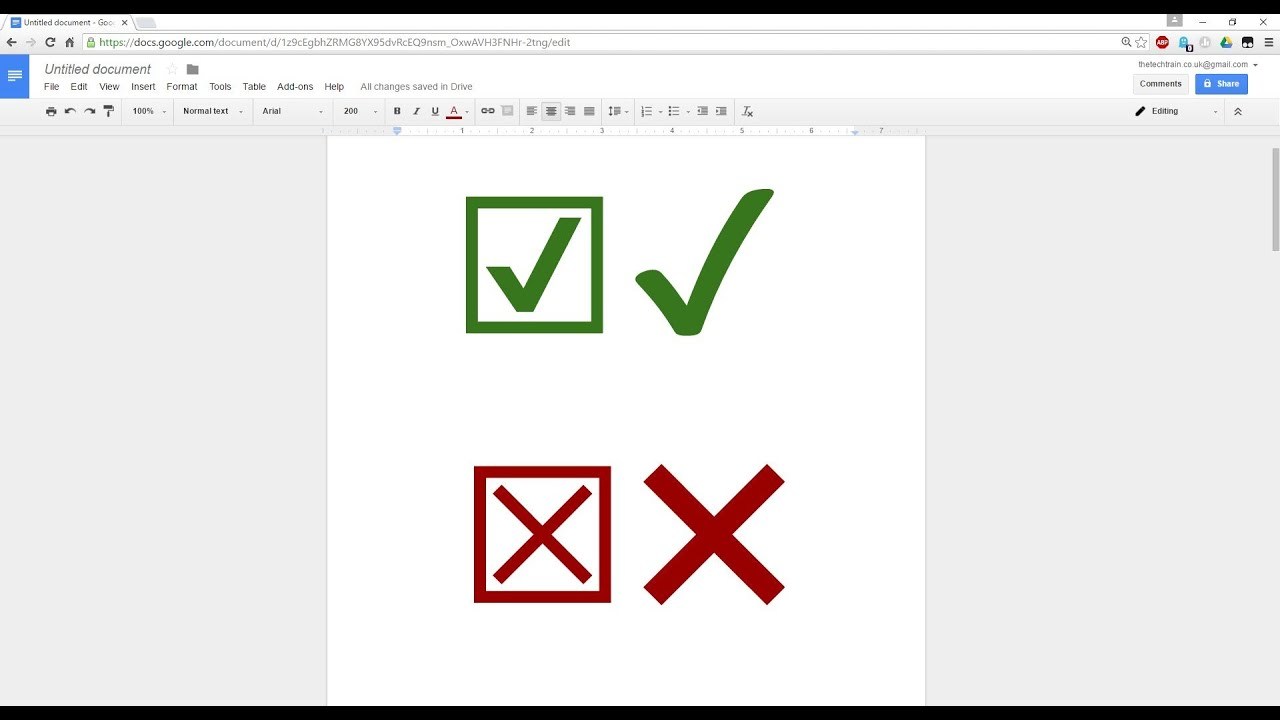 Untitled document - Goo
https://docs.google.com/document/d/1z9cEgbhZRMG8YX95dvRcEQ9nsm_OxwAVH3FNHr-2tng/edit
ABP
Untitled document
thetechtrain.co.uk@gmail.com
File Edit View Insert Format Tools Table Add-ons Help All changes saved in Drive
Comments Share
100% Normal text Arial 200 B I U A Editing
1 2 3 4 5 6 7
☑ ✓
☒ ✕